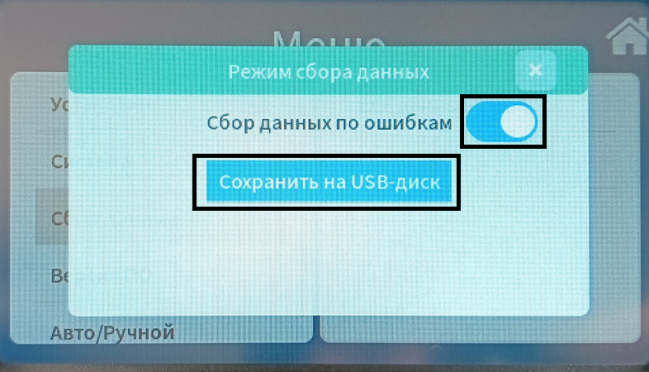 Меню
Режим сбора данных
Сбор данных по ошибкам
Сохранить на USB-диск
Авто/Ручной